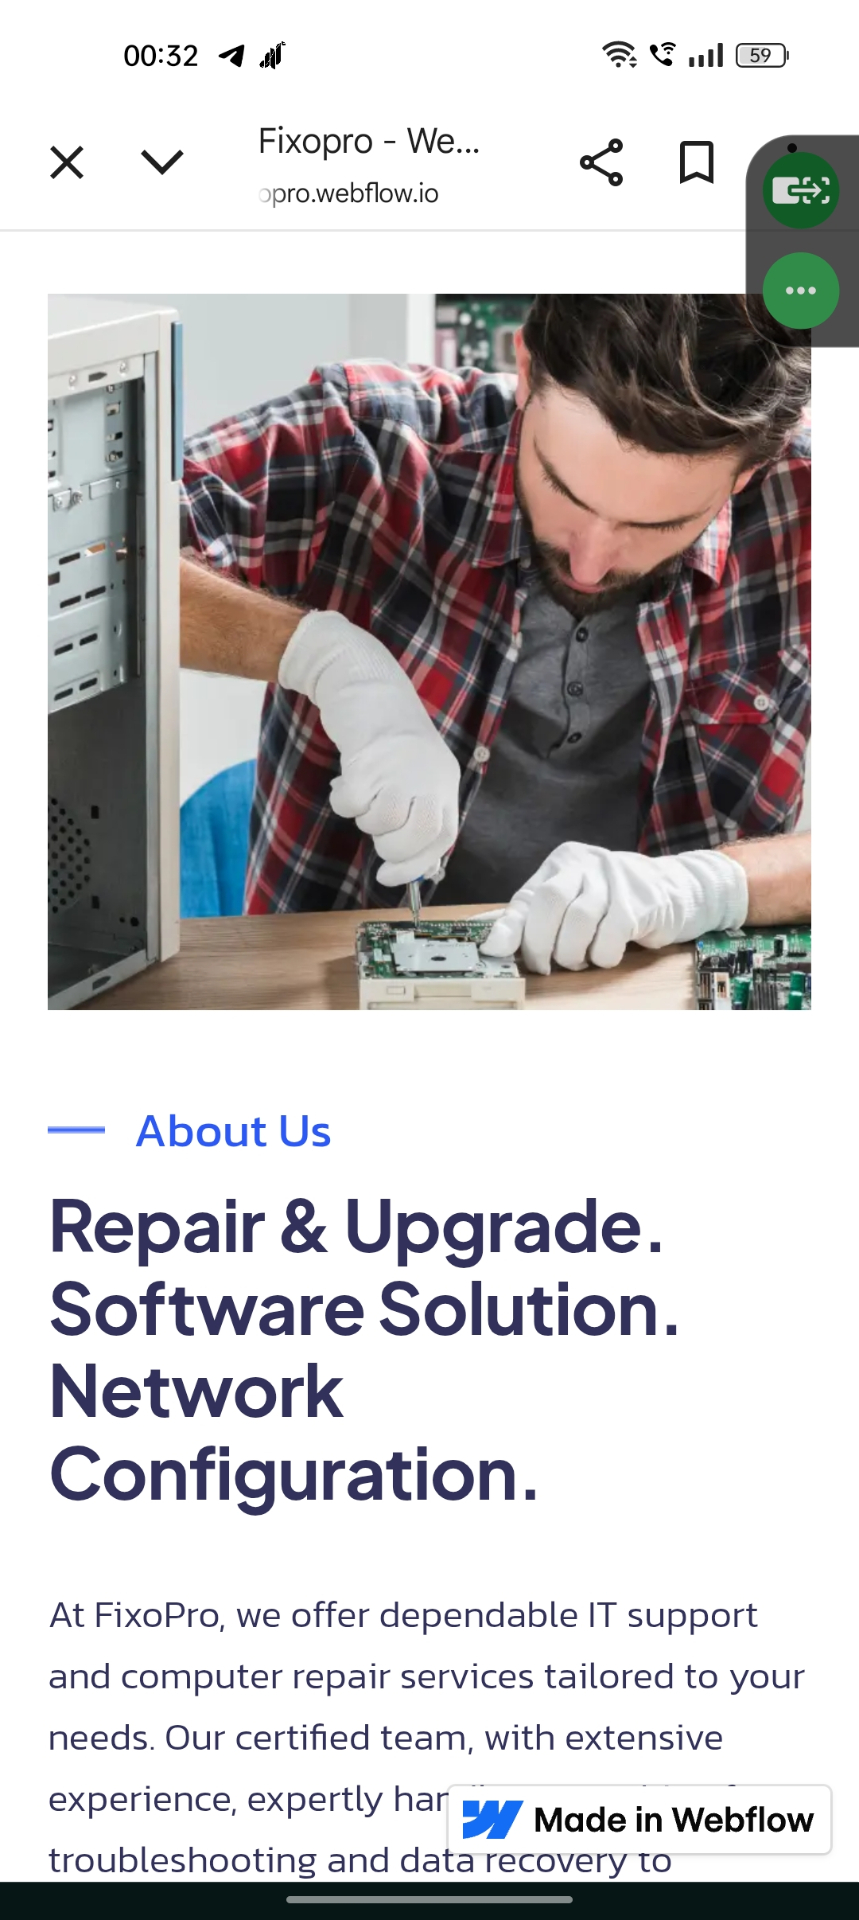 00:32
59
Fixopro - We...
opro.webflow.io
About Us
Repair & Upgrade.
Software Solution.
Network
Configuration.
At FixoPro, we offer dependable IT support
and computer repair services tailored to your
needs. Our certified team, with extensive
experience, expertly
Made in Webflow
troubleshooting and data recovery to